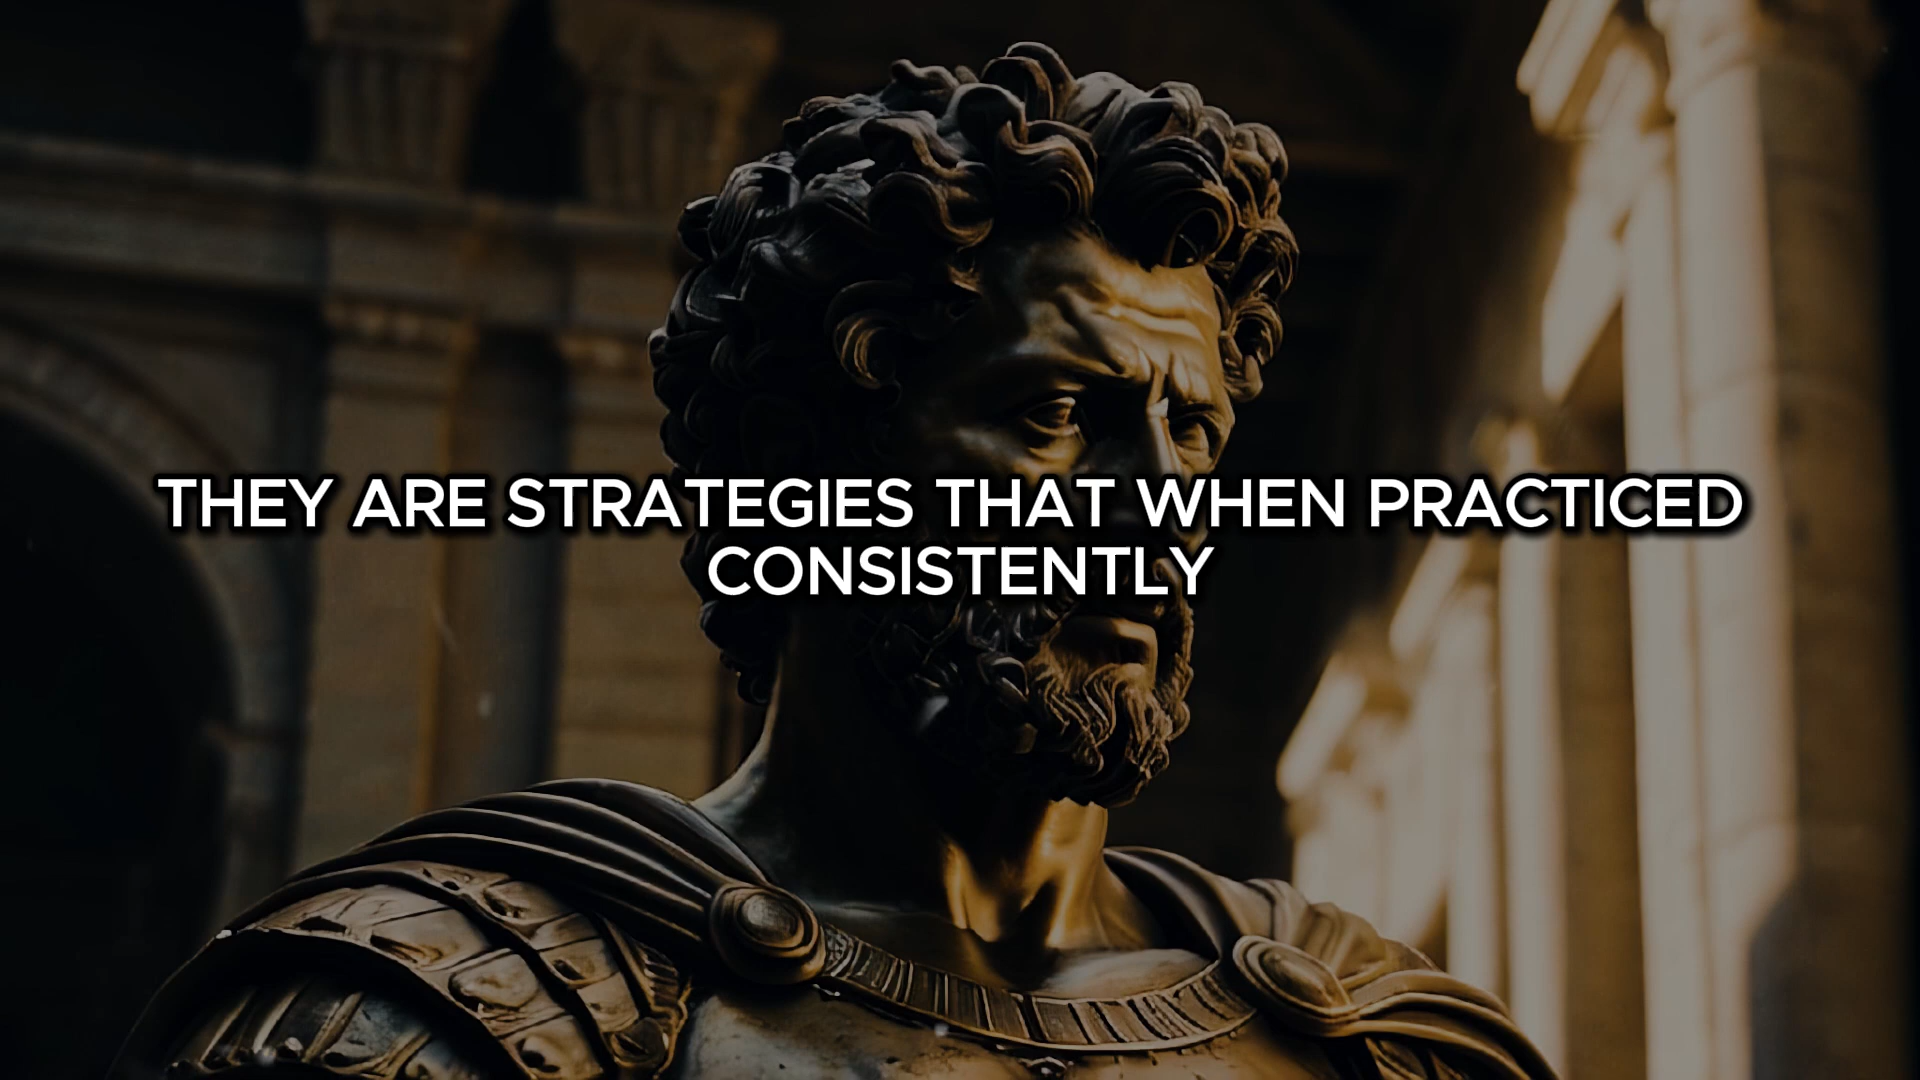 THEY ARE STRATEGIES THAT WHEN PRACTICED
CONSISTENTLY